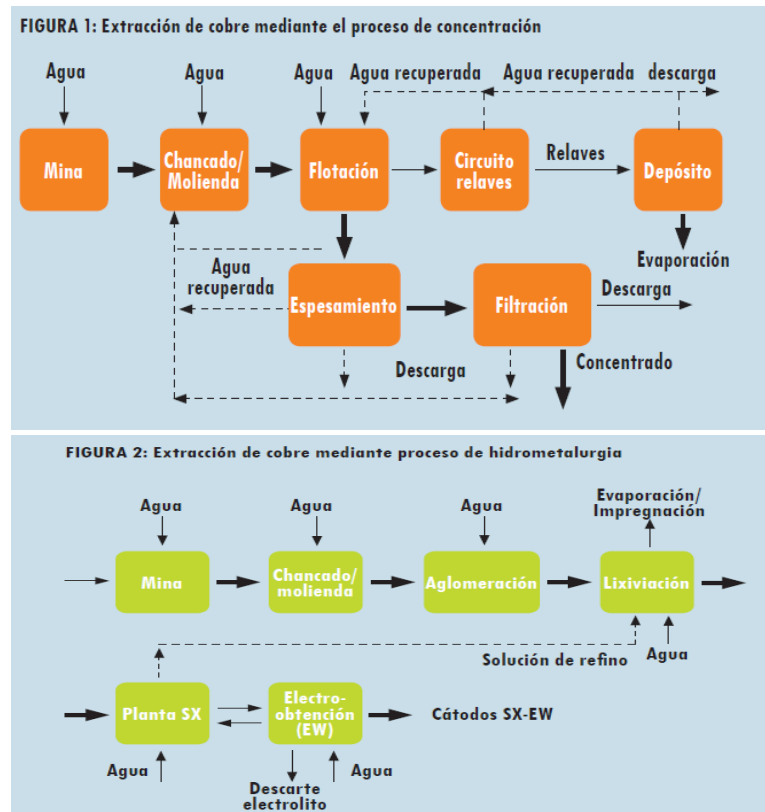 FIGURA 1: Extracción de cobre mediante el proceso de concentración
Agua
Agua
Agua
Agua recuperada
Agua recuperada
descarga
Mina
Chancado/
Molienda
Flotación
Circuito
relaves
Relaves
Depósito
Evaporación
Agua
recuperada
Espesamiento
Filtración
Descarga
Descarga
Concentrado
FIGURA 2: Extracción de cobre mediante proceso de hidrometalurgia
Agua
Agua
Agua
Evaporación/
Impregnación
Mina
Chancado/
molienda
Aglomeración
Lixiviación
Solución de refino
Agua
Planta SX
Electro-
obtención
(EW)
Cátodos SX-EW
Agua
Agua
Descarte
electrolito